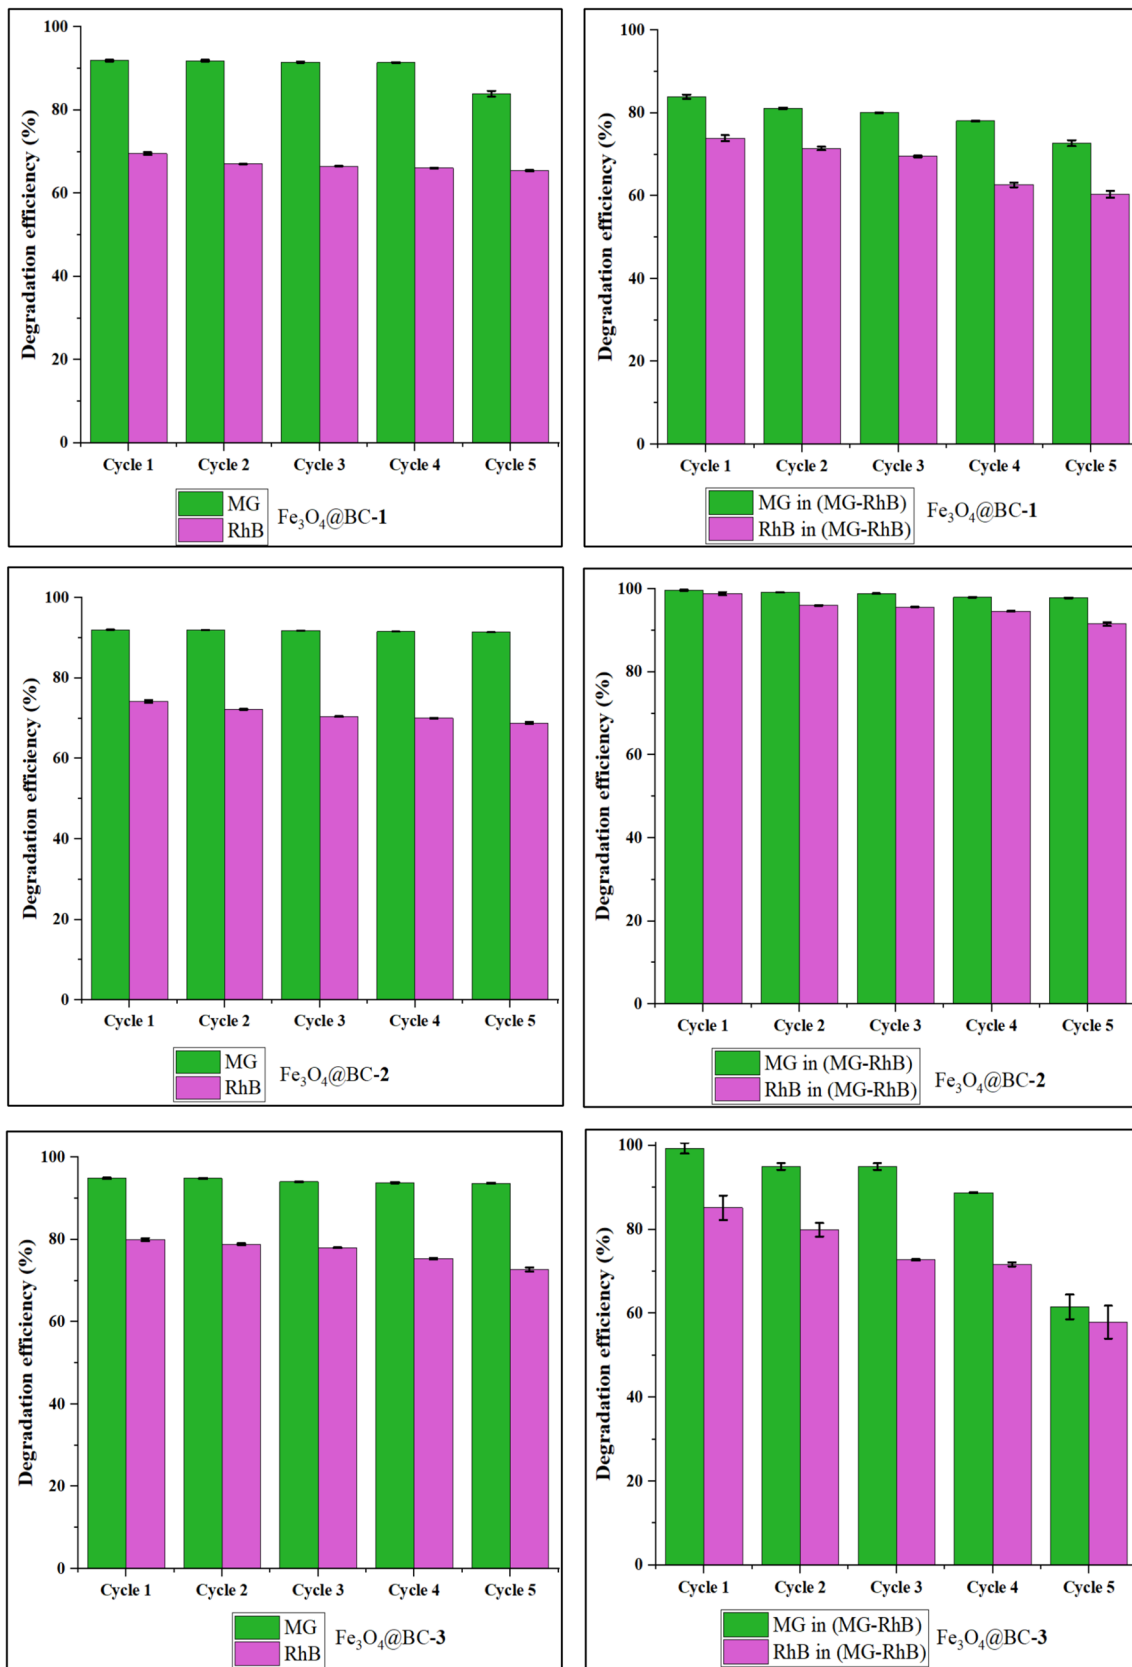 Degradation efficiency (%)
100
80
60
40
20
0
Cycle 1 Cycle 2 Cycle 3 Cycle 4 Cycle 5
MG
RhB
Fe₃O₄@BC-1
Degradation efficiency (%)
100
80
60
40
20
0
Cycle 1 Cycle 2 Cycle 3 Cycle 4 Cycle 5
MG in (MG-RhB)
RhB in (MG-RhB)
Fe₃O₄@BC-1
Degradation efficiency (%)
100
80
60
40
20
0
Cycle 1 Cycle 2 Cycle 3 Cycle 4 Cycle 5
MG
RhB
Fe₃O₄@BC-2
Degradation efficiency (%)
100
80
60
40
20
0
Cycle 1 Cycle 2 Cycle 3 Cycle 4 Cycle 5
MG in (MG-RhB)
RhB in (MG-RhB)
Fe₃O₄@BC-2
Degradation efficiency (%)
100
80
60
40
20
0
Cycle 1 Cycle 2 Cycle 3 Cycle 4 Cycle 5
MG
RhB
Fe₃O₄@BC-3
Degradation efficiency (%)
100
80
60
40
20
0
Cycle 1 Cycle 2 Cycle 3 Cycle 4 Cycle 5
MG in (MG-RhB)
RhB in (MG-RhB)
Fe₃O₄@BC-3